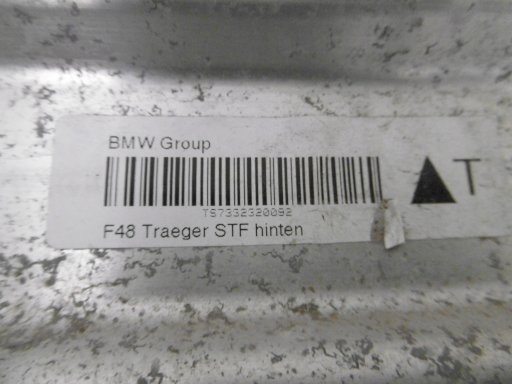 BMW Group
T
TS7332320092
F48 Traeger STF hinten